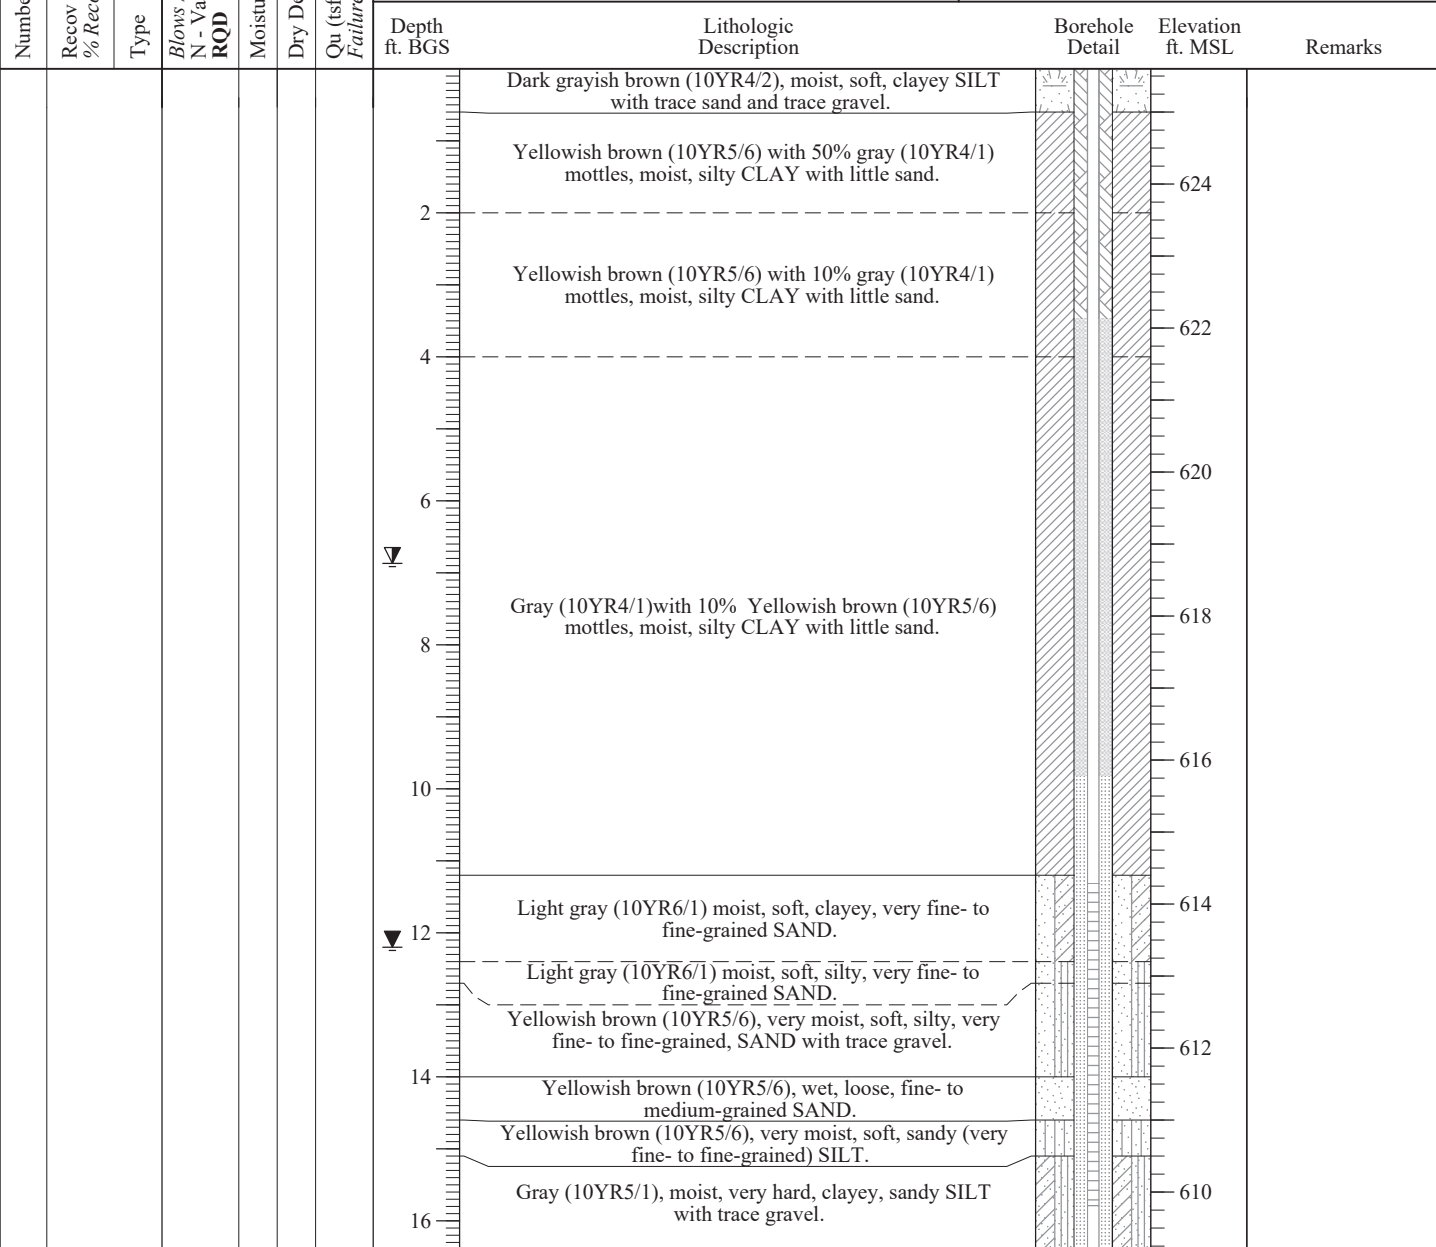 Numbe
Recov
% Reco
Type
Blows
N - Va
RQD
Moistu
Dry De
Qu (tsf
Failure
Depth
ft. BGS
Lithologic
Description
Borehole
Detail
Elevation
ft. MSL
Remarks
Dark grayish brown (10YR4/2), moist, soft, clayey SILT
with trace sand and trace gravel.
Yellowish brown (10YR5/6) with 50% gray (10YR4/1)
mottles, moist, silty CLAY with little sand.
624
2
Yellowish brown (10YR5/6) with 10% gray (10YR4/1)
mottles, moist, silty CLAY with little sand.
622
4
620
6
Gray (10YR4/1)with 10%  Yellowish brown (10YR5/6)
mottles, moist, silty CLAY with little sand.
618
8
616
10
Light gray (10YR6/1) moist, soft, clayey, very fine- to
fine-grained SAND.
614
12
Light gray (10YR6/1) moist, soft, silty, very fine- to
fine-grained SAND.
Yellowish brown (10YR5/6), very moist, soft, silty, very
fine- to fine-grained, SAND with trace gravel.
612
14
Yellowish brown (10YR5/6), wet, loose, fine- to
medium-grained SAND.
Yellowish brown (10YR5/6), very moist, soft, sandy (very
fine- to fine-grained) SILT.
Gray (10YR5/1), moist, very hard, clayey, sandy SILT
with trace gravel.
610
16